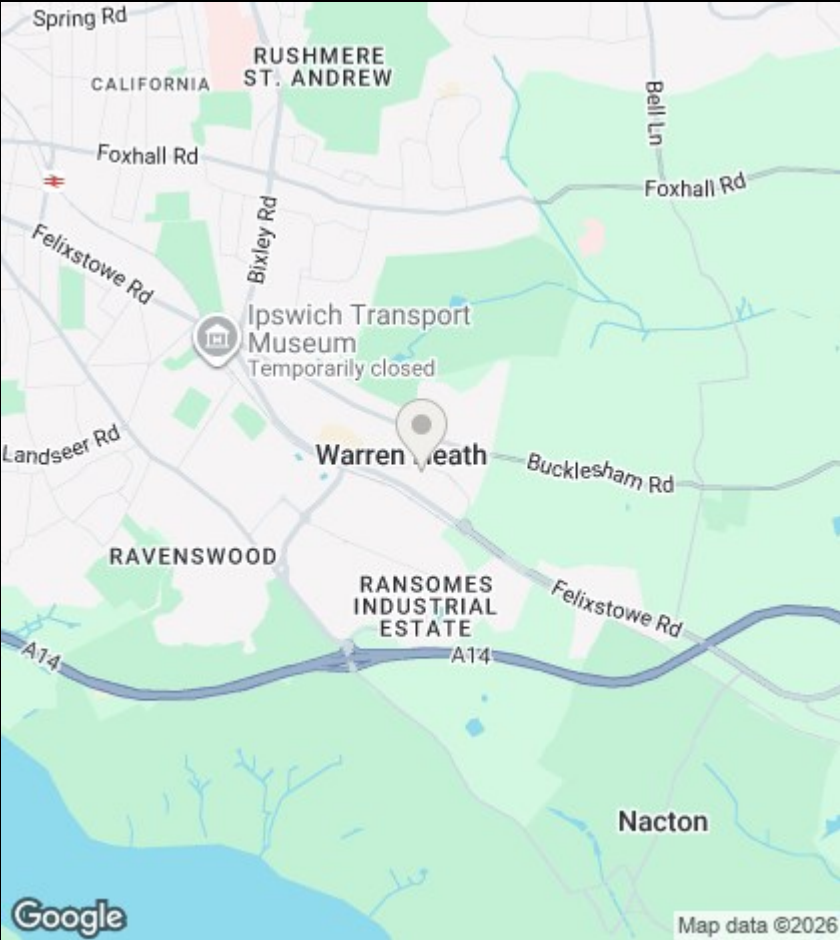 Spring Rd
RUSHMERE
ST. ANDREW
CALIFORNIA
Bell Ln
Foxhall Rd
Foxhall Rd
Bixley Rd
Felixstowe Rd
Ipswich Transport
Museum
Temporarily closed
Landseer Rd
Warren Heath
Bucklesham Rd
RAVENSWOOD
RANSOMES
INDUSTRIAL
ESTATE
Felixstowe Rd
A14
A14
Nacton
Google
Map data ©2026